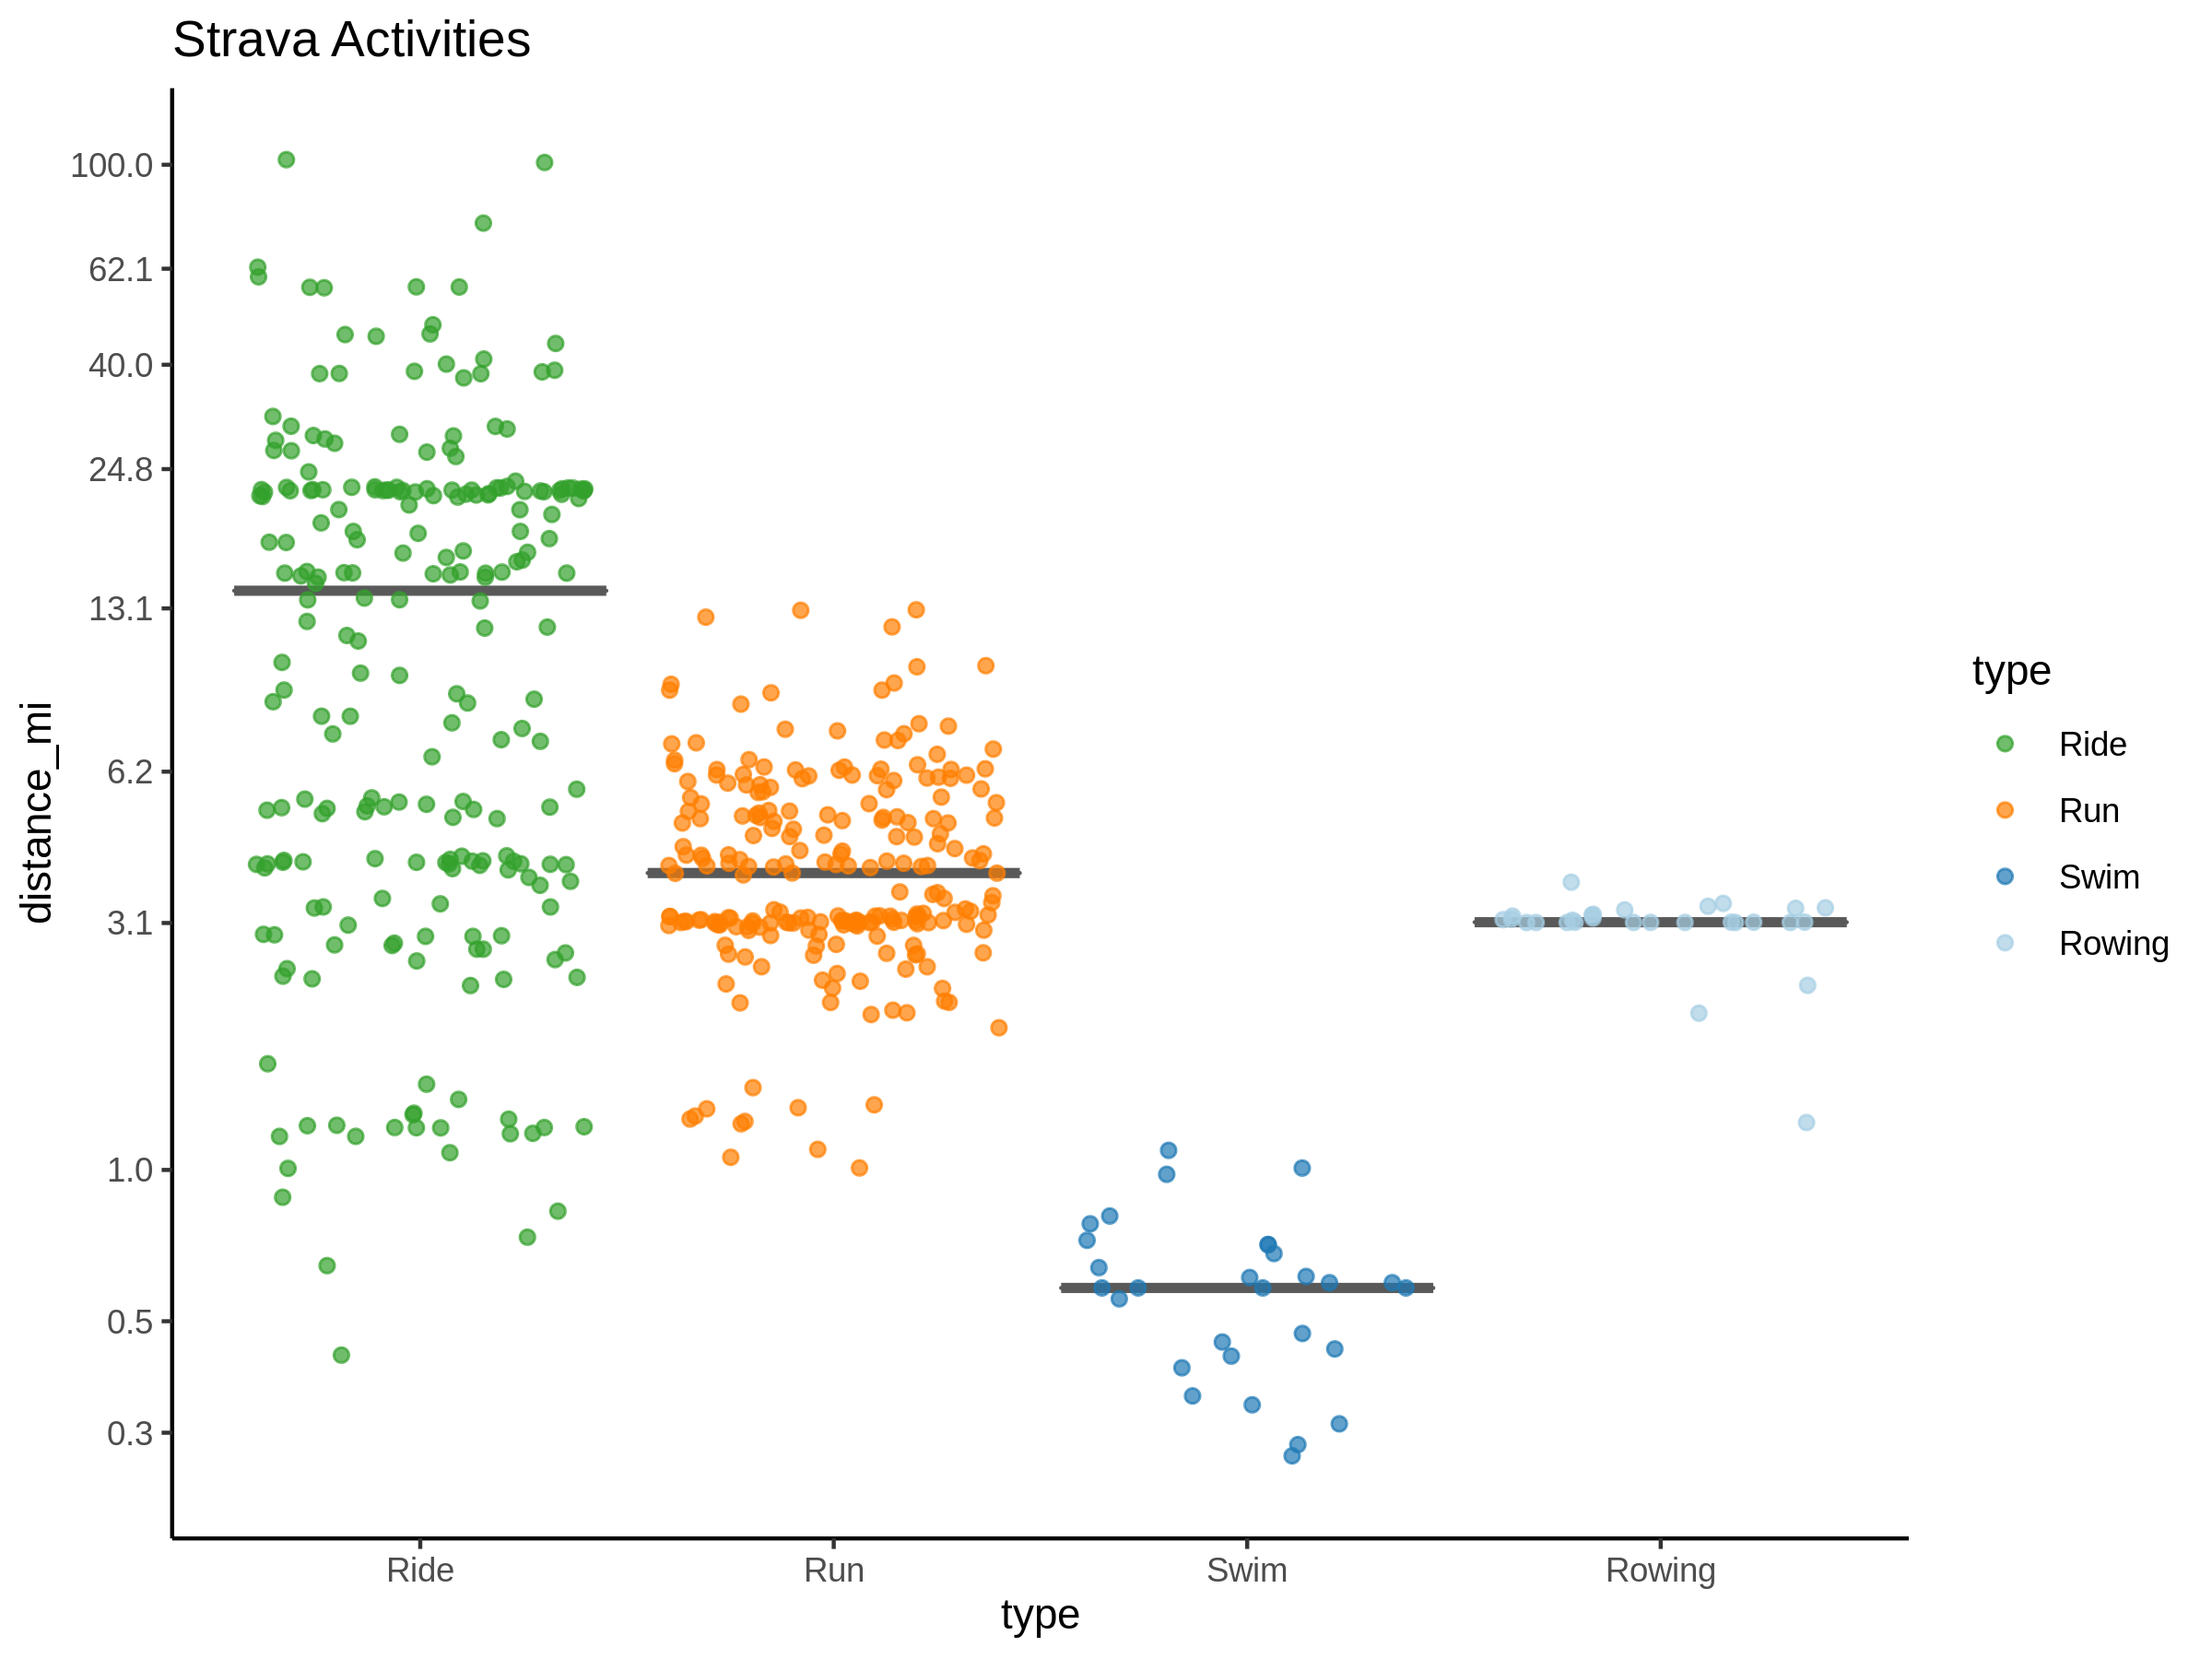 Strava Activities
distance_mi
100.0
62.1
40.0
24.8
13.1
6.2
3.1
1.0
0.5
0.3
Ride
Run
Swim
Rowing
type
type
Ride
Run
Swim
Rowing